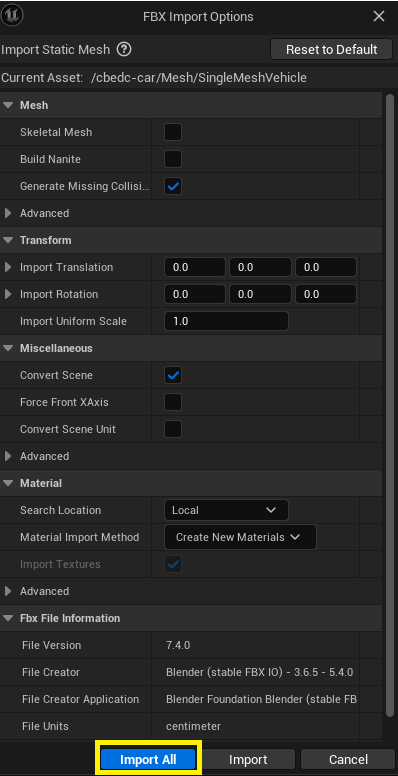 FBX Import Options
Import Static Mesh ? Reset to Default
Current Asset: /cbedc-car/Mesh/SingleMeshVehicle
Mesh
Skeletal Mesh
Build Nanite
Generate Missing Collisi...
Advanced
Transform
Import Translation 0.0 0.0 0.0
Import Rotation 0.0 0.0 0.0
Import Uniform Scale 1.0
Miscellaneous
Convert Scene
Force Front XAxis
Convert Scene Unit
Advanced
Material
Search Location Local
Material Import Method Create New Materials
Import Textures
Advanced
Fbx File Information
File Version 7.4.0
File Creator Blender (stable FBX IO) - 3.6.5 - 5.4.0
File Creator Application Blender Foundation Blender (stable FB
File Units centimeter
Import All Import Cancel